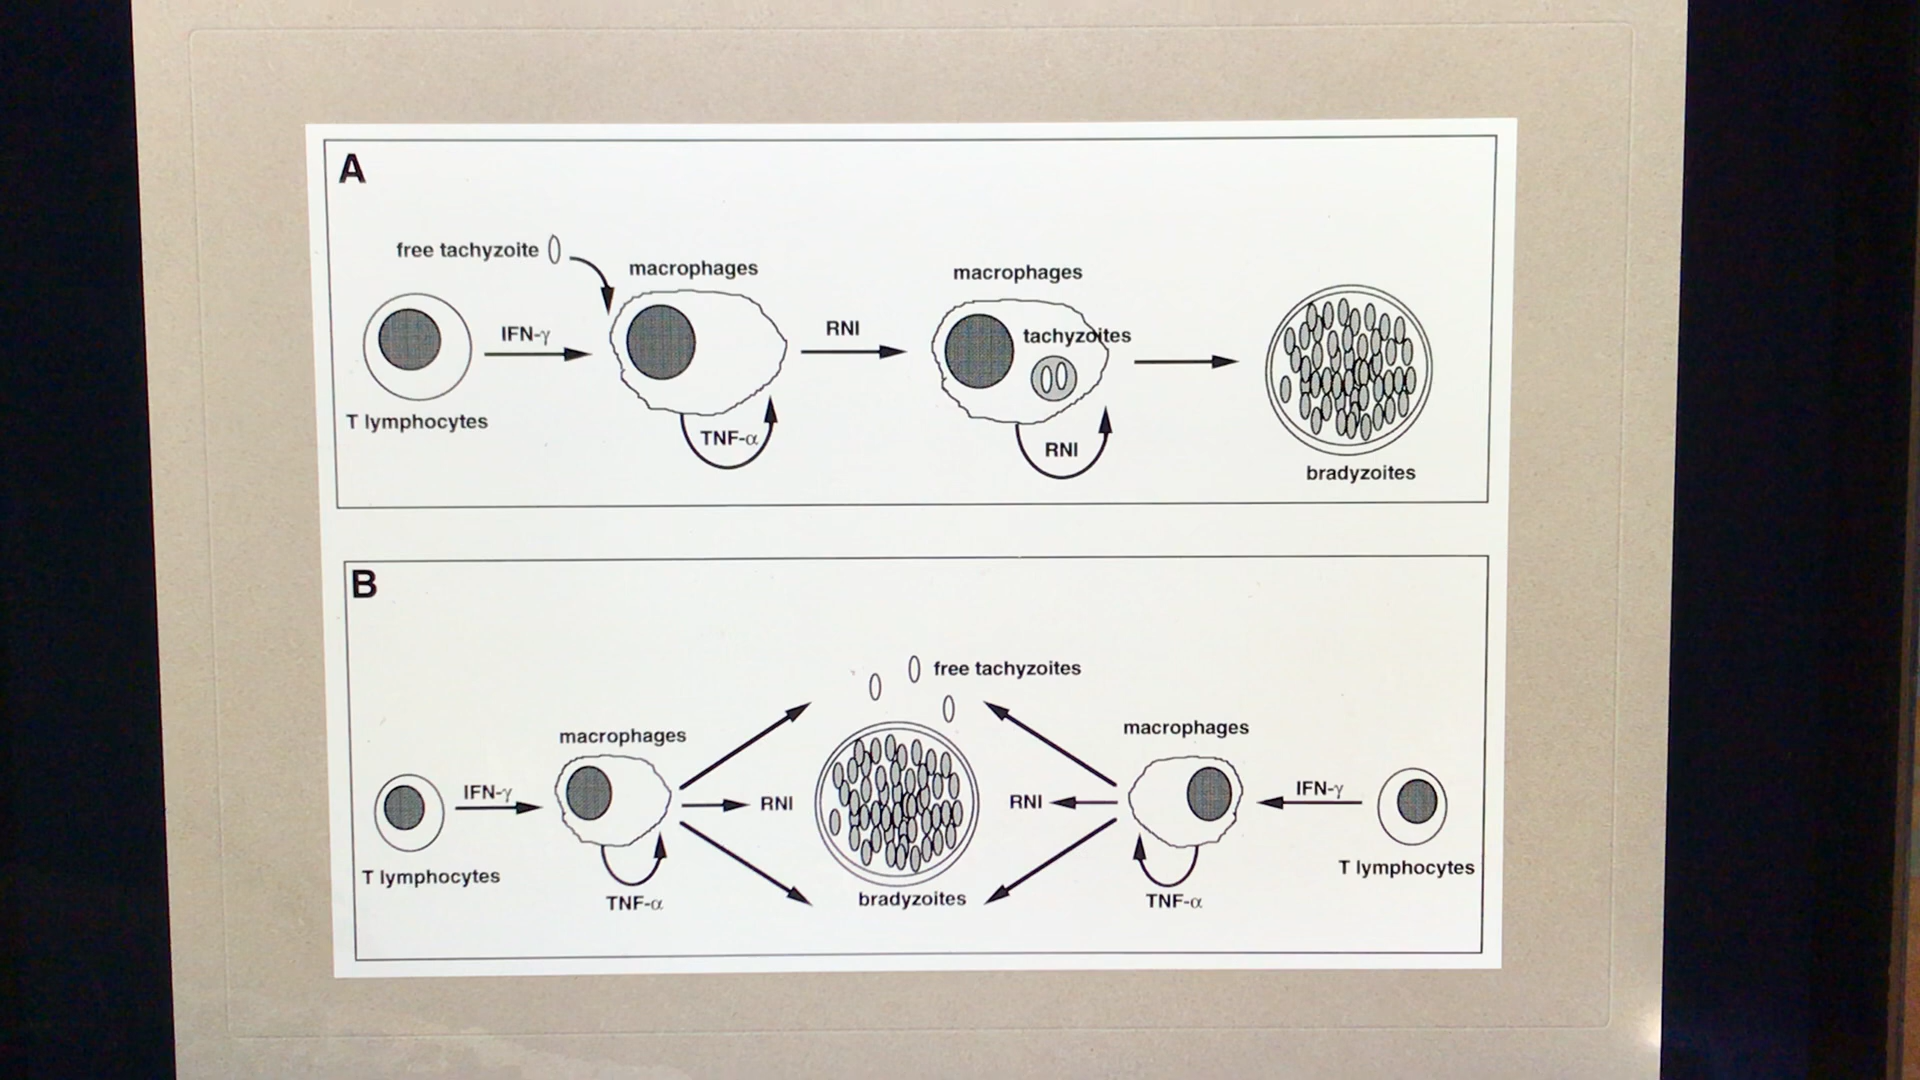 A
free tachyzoite
macrophages
macrophages
IFN-γ
RNI
tachyzoites
T lymphocytes
TNF-α
RNI
bradyzoites
B
free tachyzoites
macrophages
macrophages
IFN-γ
RNI
RNI
IFN-γ
T lymphocytes
TNF-α
bradyzoites
TNF-α
T lymphocytes